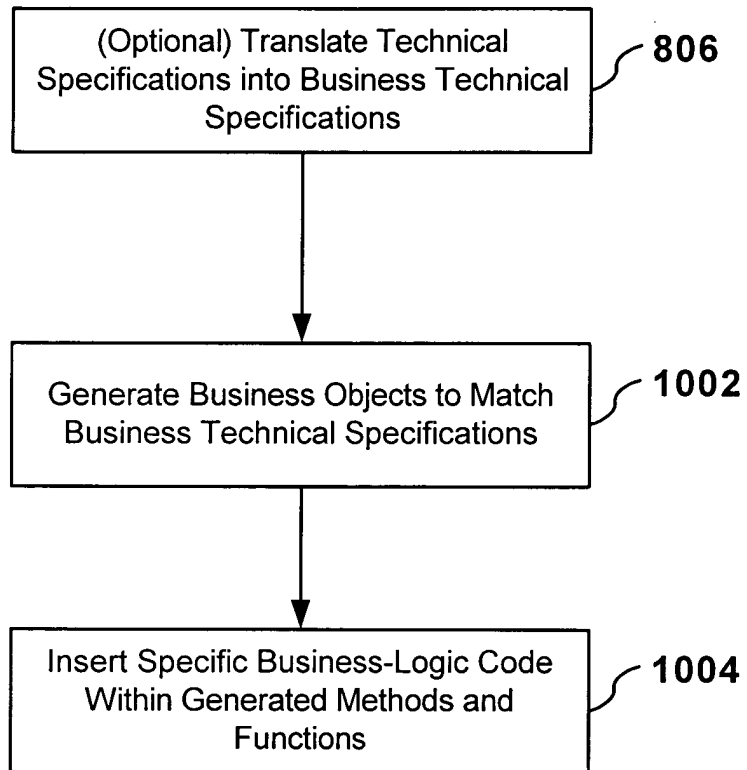 (Optional) Translate Technical
Specifications into Business Technical
Specifications
806
Generate Business Objects to Match
Business Technical Specifications
1002
Insert Specific Business-Logic Code
Within Generated Methods and
Functions
1004